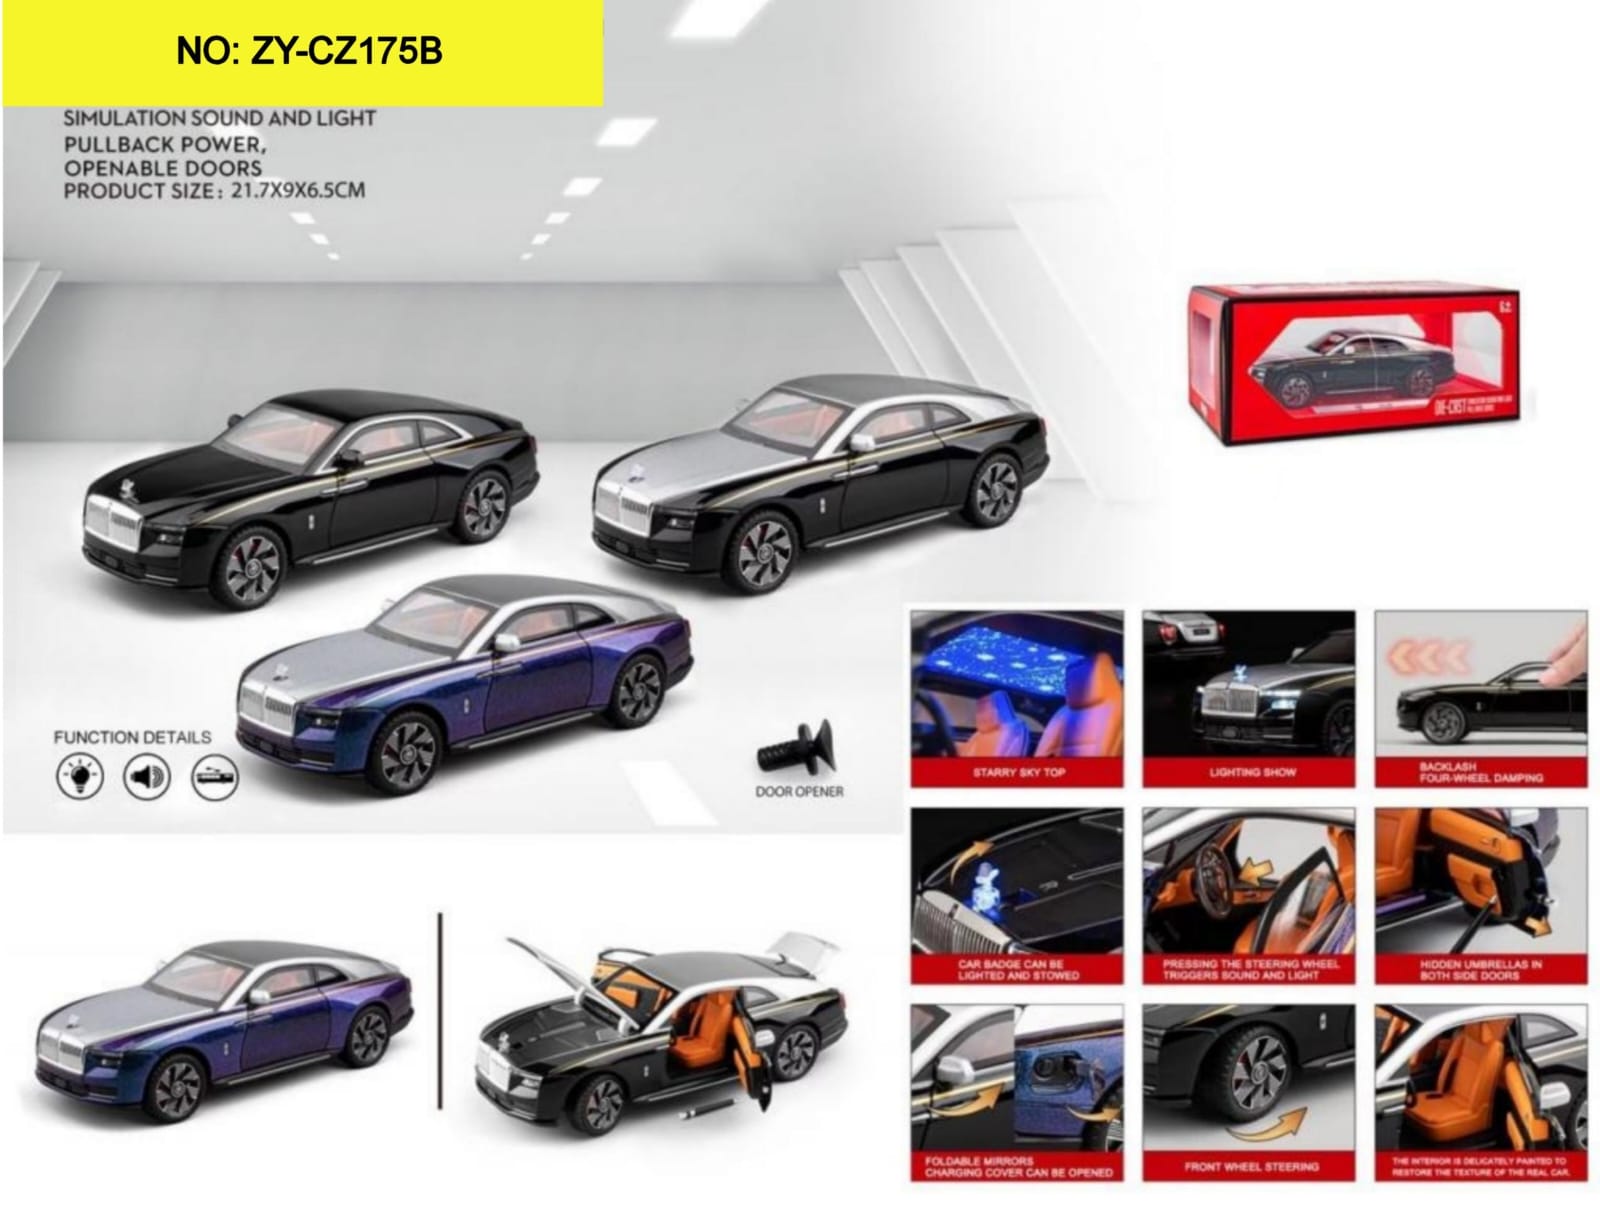 NO: ZY-CZ175B
SIMULATION SOUND AND LIGHT
PULLBACK POWER,
OPENABLE DOORS
PRODUCT SIZE: 21.7X9X6.5CM
DIE-CAST
FUNCTION DETAILS
DOOR OPENER
STARRY SKY TOP
LIGHTING SHOW
BACKLASH
FOUR-WHEEL DAMPING
CAR BADGE CAN BE
LIGHTED AND STOWED
PRESSING THE STEERING WHEEL
TRIGGERS SOUND AND LIGHT
HIDDEN UMBRELLAS IN
BOTH SIDE DOORS
FOLDABLE MIRRORS
CHARGING COVER CAN BE OPENED
FRONT WHEEL STEERING
THE INTERIOR IS DELICATELY PAINTED TO
RESTORE THE TEXTURE OF THE REAL CAR.